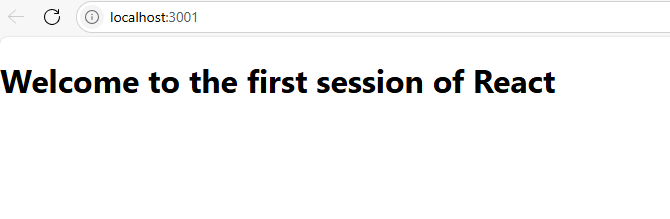 localhost:3001
Welcome to the first session of React